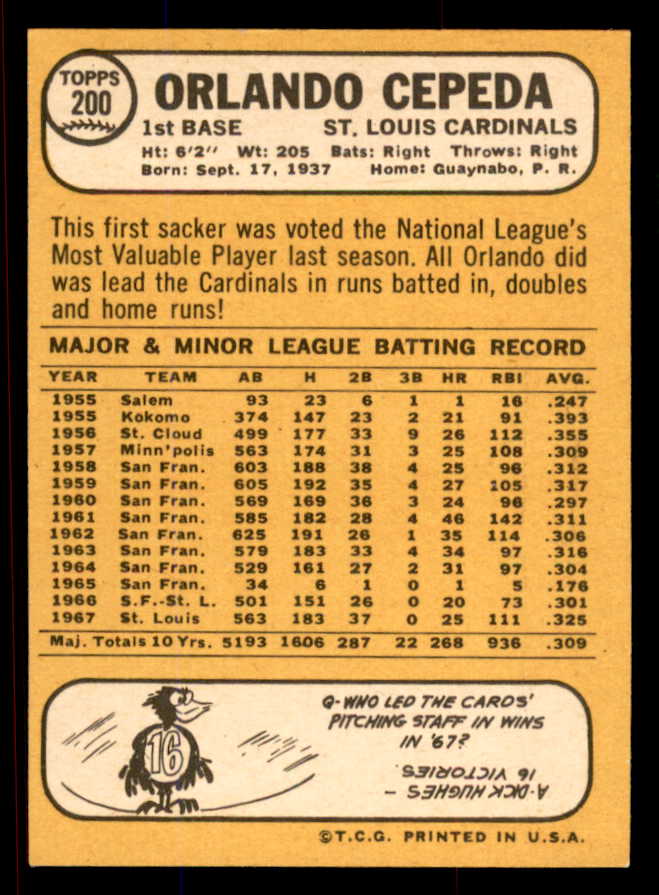 TOPPS
200
ORLANDO CEPEDA
1st BASE ST. LOUIS CARDINALS
Ht: 6'2" Wt: 205 Bats: Right Throws: Right
Born: Sept. 17, 1937 Home: Guaynabo, P. R.
This first sacker was voted the National League's
Most Valuable Player last season. All Orlando did
was lead the Cardinals in runs batted in, doubles
and home runs!
MAJOR & MINOR LEAGUE BATTING RECORD
YEAR TEAM AB H 2B 3B HR RBI AVG.
1955 Salem 93 23 6 1 1 16 .247
1955 Kokomo 374 147 23 2 21 91 .393
1956 St. Cloud 499 177 33 9 26 112 .355
1957 Minn'polis 563 174 31 3 25 108 .309
1958 San Fran. 603 188 38 4 25 96 .312
1959 San Fran. 605 192 35 4 27 105 .317
1960 San Fran. 569 169 36 3 24 96 .297
1961 San Fran. 585 182 28 4 46 142 .311
1962 San Fran. 625 191 26 1 35 114 .306
1963 San Fran. 579 183 33 4 34 97 .316
1964 San Fran. 529 161 27 2 31 97 .304
1965 San Fran. 34 6 1 0 1 5 .176
1966 S.F.-St. L. 501 151 26 0 20 73 .301
1967 St. Louis 563 183 37 0 25 111 .325
Maj. Totals 10 Yrs. 5193 1606 287 22 268 936 .309
16
Q-WHO LED THE CARDS'
PITCHING STAFF IN WINS
IN '67?
A-DICK HUGHES -
16 VICTORIES.
©T.C.G. PRINTED IN U.S.A.